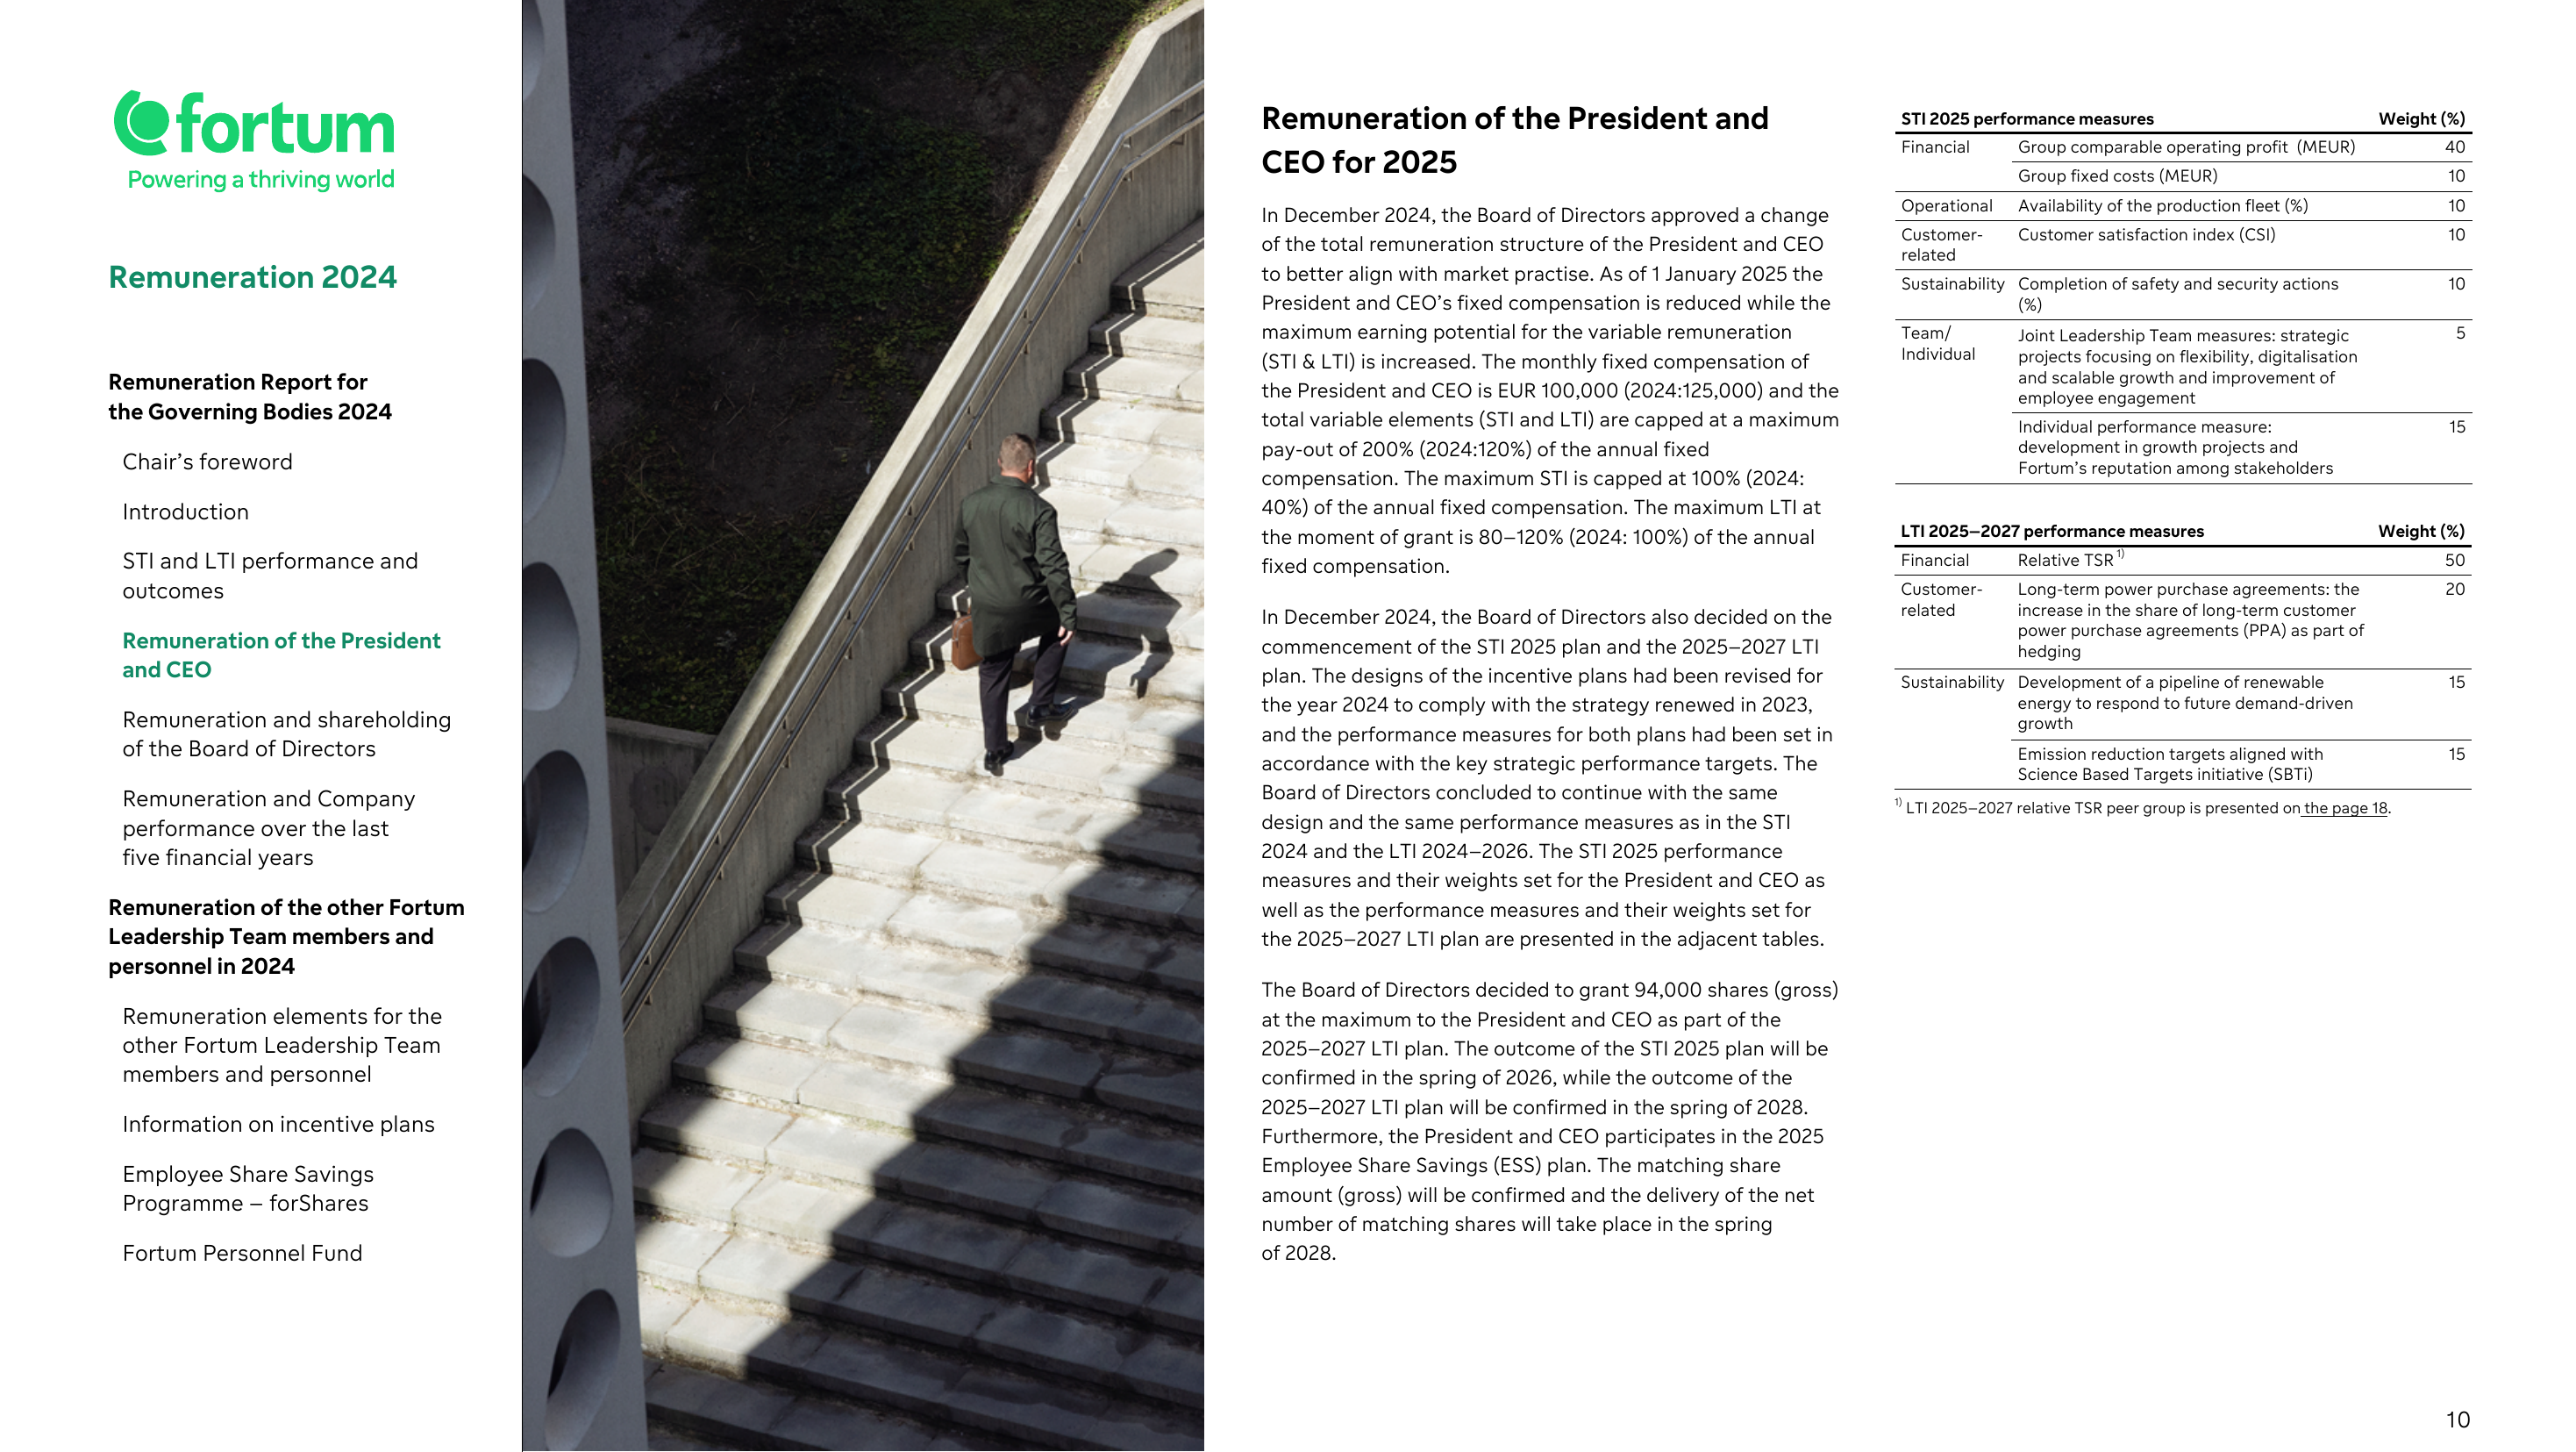 fortum
Powering a thriving world
Remuneration 2024
Remuneration Report for
the Governing Bodies 2024
Chair’s foreword
Introduction
STI and LTI performance and
outcomes
Remuneration of the President
and CEO
Remuneration and shareholding
of the Board of Directors
Remuneration and Company
performance over the last
five financial years
Remuneration of the other Fortum
Leadership Team members and
personnel in 2024
Remuneration elements for the
other Fortum Leadership Team
members and personnel
Information on incentive plans
Employee Share Savings
Programme – forShares
Fortum Personnel Fund
Remuneration of the President and
CEO for 2025
In December 2024, the Board of Directors approved a change
of the total remuneration structure of the President and CEO
to better align with market practise. As of 1 January 2025 the
President and CEO’s fixed compensation is reduced while the
maximum earning potential for the variable remuneration
(STI & LTI) is increased. The monthly fixed compensation of
the President and CEO is EUR 100,000 (2024:125,000) and the
total variable elements (STI and LTI) are capped at a maximum
pay-out of 200% (2024:120%) of the annual fixed
compensation. The maximum STI is capped at 100% (2024:
40%) of the annual fixed compensation. The maximum LTI at
the moment of grant is 80–120% (2024: 100%) of the annual
fixed compensation.
In December 2024, the Board of Directors also decided on the
commencement of the STI 2025 plan and the 2025–2027 LTI
plan. The designs of the incentive plans had been revised for
the year 2024 to comply with the strategy renewed in 2023,
and the performance measures for both plans had been set in
accordance with the key strategic performance targets. The
Board of Directors concluded to continue with the same
design and the same performance measures as in the STI
2024 and the LTI 2024–2026. The STI 2025 performance
measures and their weights set for the President and CEO as
well as the performance measures and their weights set for
the 2025–2027 LTI plan are presented in the adjacent tables.
The Board of Directors decided to grant 94,000 shares (gross)
at the maximum to the President and CEO as part of the
2025–2027 LTI plan. The outcome of the STI 2025 plan will be
confirmed in the spring of 2026, while the outcome of the
2025–2027 LTI plan will be confirmed in the spring of 2028.
Furthermore, the President and CEO participates in the 2025
Employee Share Savings (ESS) plan. The matching share
amount (gross) will be confirmed and the delivery of the net
number of matching shares will take place in the spring
of 2028.
STI 2025 performance measures Weight (%)
Financial Group comparable operating profit (MEUR) 40
Group fixed costs (MEUR) 10
Operational Availability of the production fleet (%) 10
Customer- Customer satisfaction index (CSI) 10
related
Sustainability Completion of safety and security actions 10
(%)
Team/ Joint Leadership Team measures: strategic 5
Individual projects focusing on flexibility, digitalisation
and scalable growth and improvement of
employee engagement
Individual performance measure: 15
development in growth projects and
Fortum’s reputation among stakeholders
LTI 2025–2027 performance measures Weight (%)
Financial Relative TSR 1) 50
Customer- Long-term power purchase agreements: the 20
related increase in the share of long-term customer
power purchase agreements (PPA) as part of
hedging
Sustainability Development of a pipeline of renewable 15
energy to respond to future demand-driven
growth
Emission reduction targets aligned with 15
Science Based Targets initiative (SBTi)
1) LTI 2025–2027 relative TSR peer group is presented on the page 18.
10